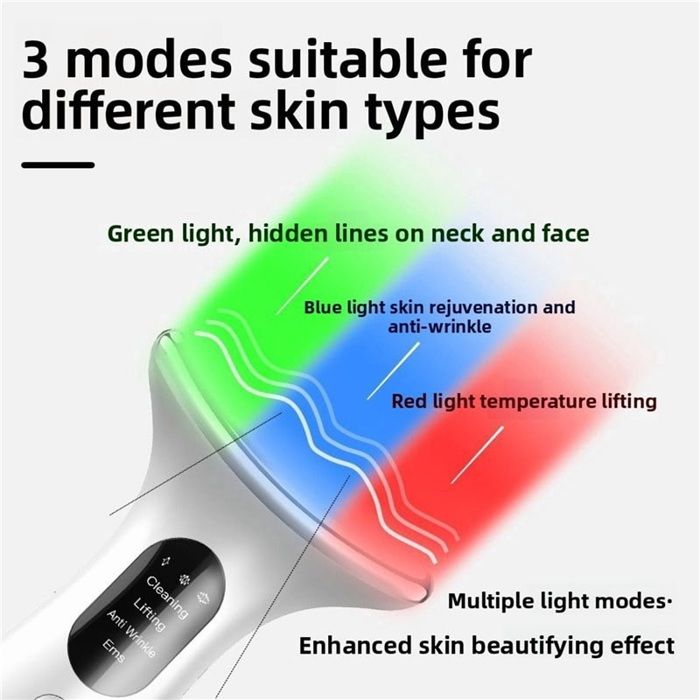 3 modes suitable for
different skin types
Green light, hidden lines on neck and face
Blue light skin rejuvenation and
anti-wrinkle
Red light temperature lifting
Cleaning
Lifting
Anti Wrinkle
Ems
Multiple light modes·
Enhanced skin beautifying effect